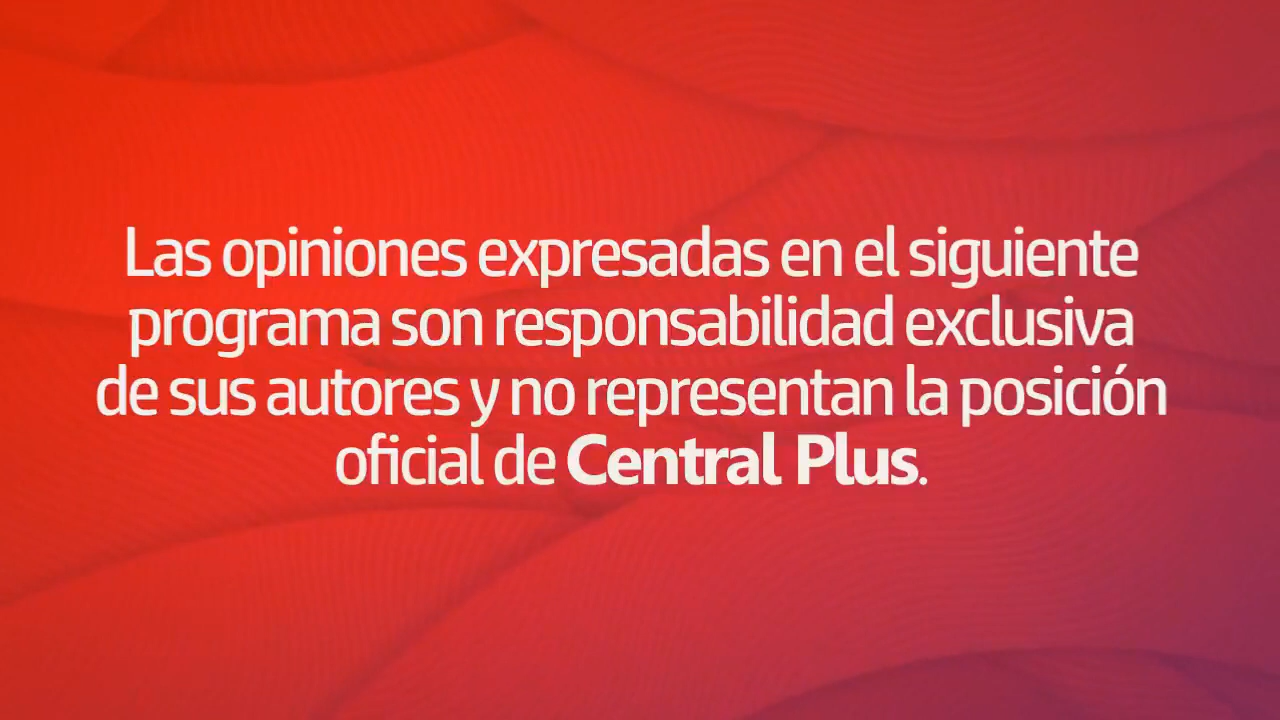 Las opiniones expresadas en el siguiente
programa son responsabilidad exclusiva
de sus autores y no representan la posición
oficial de Central Plus.